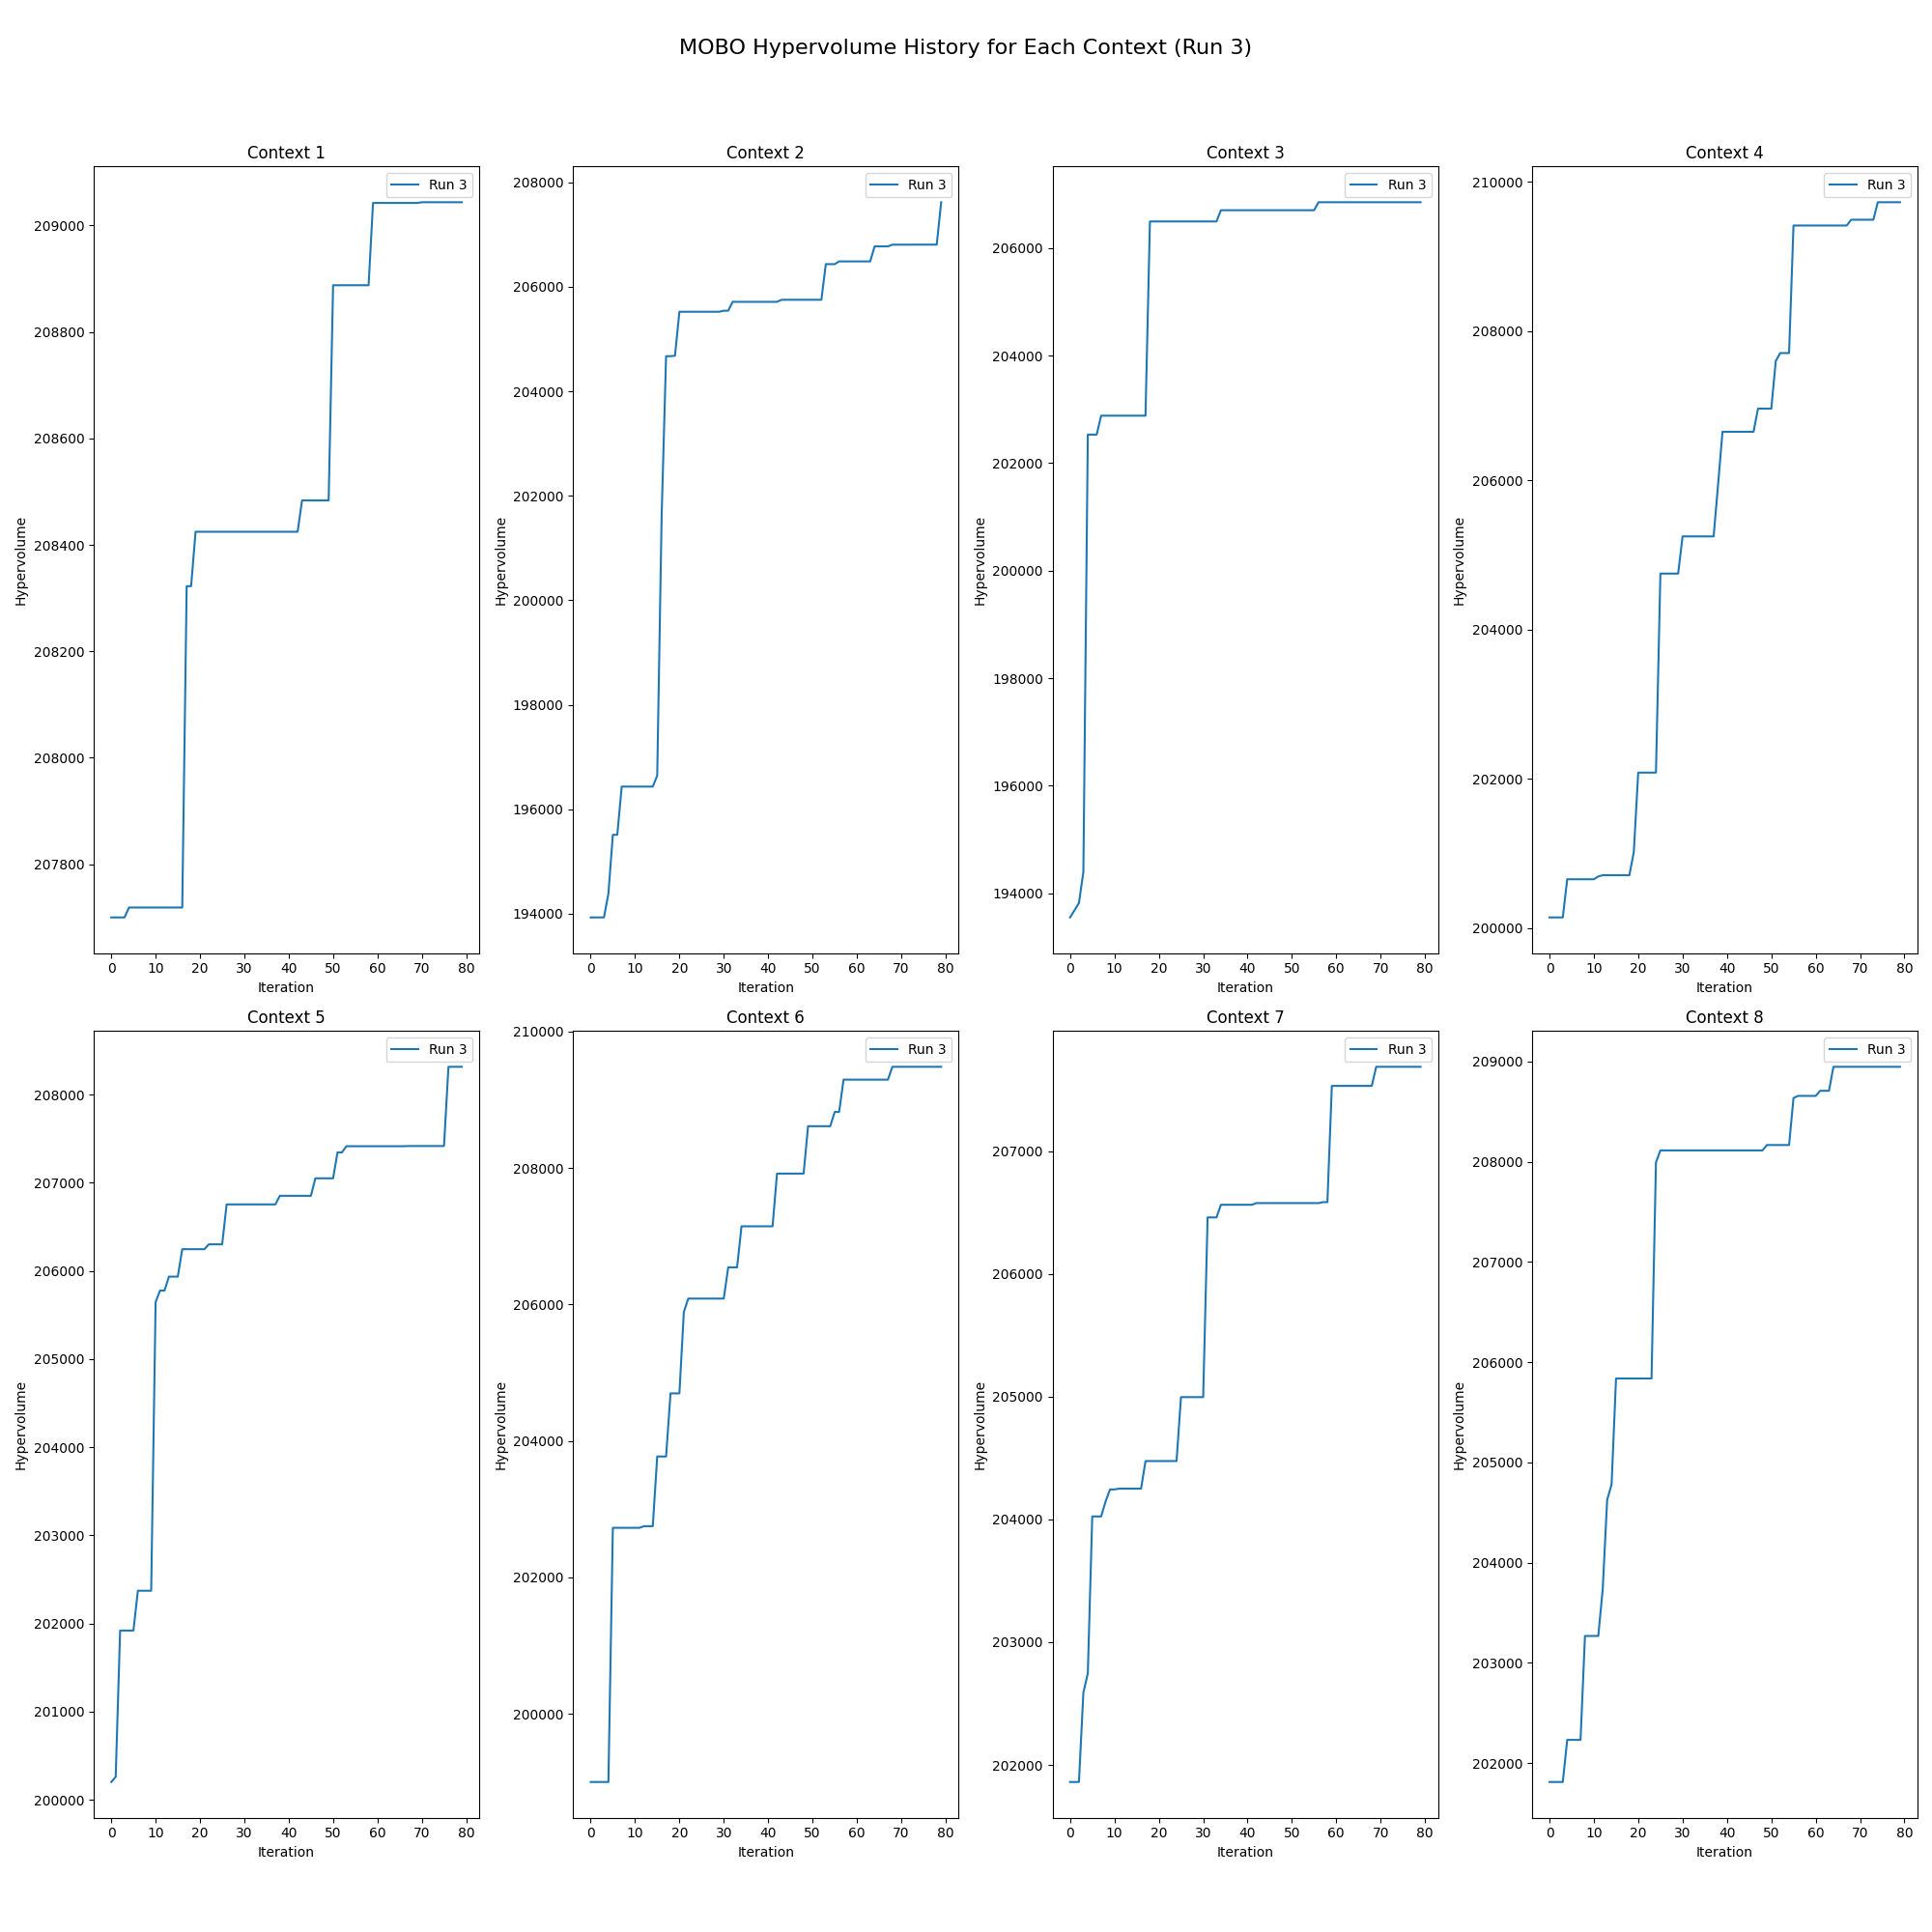 MOBO Hypervolume History for Each Context (Run 3)
Context 1
Run 3
209000
208800
208600
208400
208200
208000
207800
Hypervolume
0 10 20 30 40 50 60 70 80
Iteration
Context 2
Run 3
208000
206000
204000
202000
200000
198000
196000
194000
Hypervolume
0 10 20 30 40 50 60 70 80
Iteration
Context 3
Run 3
206000
204000
202000
200000
198000
196000
194000
Hypervolume
0 10 20 30 40 50 60 70 80
Iteration
Context 4
Run 3
210000
208000
206000
204000
202000
200000
Hypervolume
0 10 20 30 40 50 60 70 80
Iteration
Context 5
Run 3
208000
207000
206000
205000
204000
203000
202000
201000
200000
Hypervolume
0 10 20 30 40 50 60 70 80
Iteration
Context 6
Run 3
210000
208000
206000
204000
202000
200000
Hypervolume
0 10 20 30 40 50 60 70 80
Iteration
Context 7
Run 3
207000
206000
205000
204000
203000
202000
Hypervolume
0 10 20 30 40 50 60 70 80
Iteration
Context 8
Run 3
209000
208000
207000
206000
205000
204000
203000
202000
Hypervolume
0 10 20 30 40 50 60 70 80
Iteration